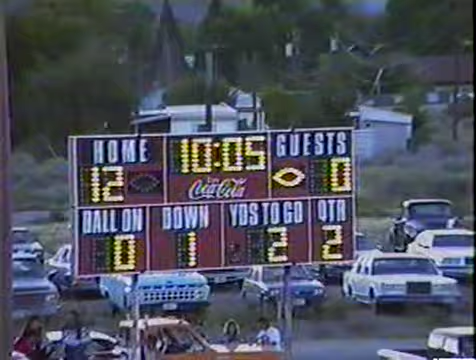 HOME 10:05 GUESTS
12 Coca-Cola 0
BALL ON DOWN YDS TO GO QTR
0 1 2 2